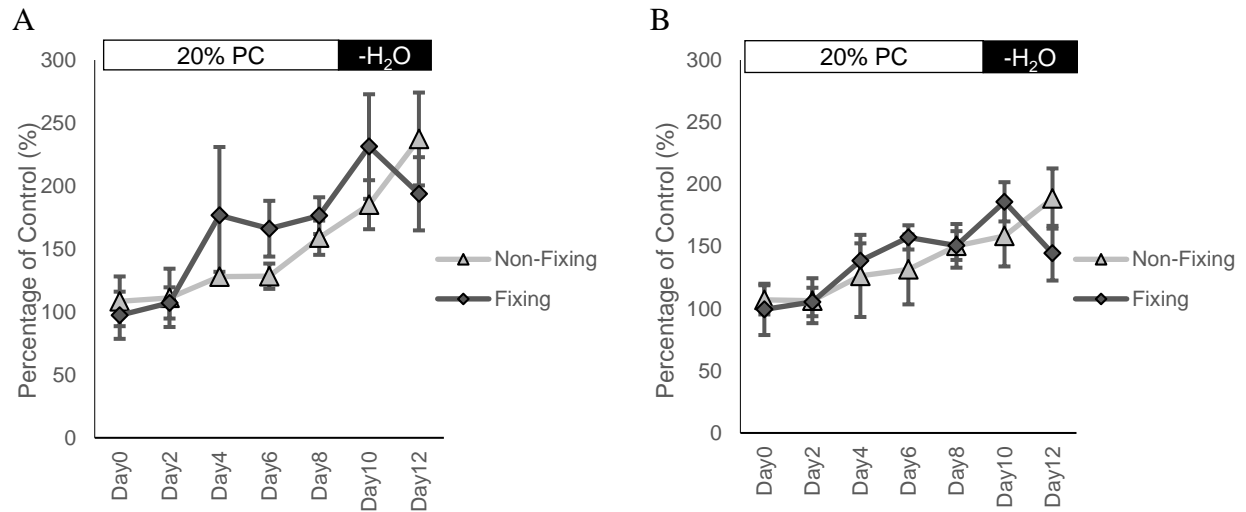 A
20% PC
-H₂O
Percentage of Control (%)
300
250
200
150
100
50
0
Day0
Day2
Day4
Day6
Day8
Day10
Day12
Non-Fixing
Fixing
B
20% PC
-H₂O
Percentage of Control (%)
300
250
200
150
100
50
0
Day0
Day2
Day4
Day6
Day8
Day10
Day12
Non-Fixing
Fixing